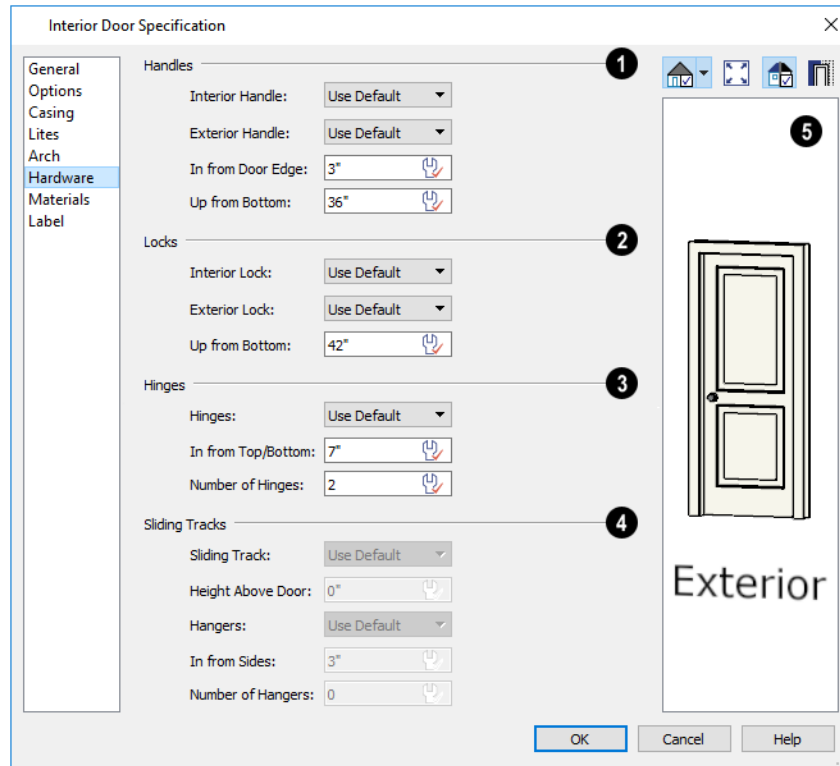 Interior Door Specification
General
Options
Casing
Lites
Arch
Hardware
Materials
Label
Handles 1
Interior Handle: Use Default
Exterior Handle: Use Default
In from Door Edge: 3"
Up from Bottom: 36"
Locks 2
Interior Lock: Use Default
Exterior Lock: Use Default
Up from Bottom: 42"
Hinges 3
Hinges: Use Default
In from Top/Bottom: 7"
Number of Hinges: 2
Sliding Tracks 4
Sliding Track: Use Default
Height Above Door: 0"
Hangers: Use Default
In from Sides: 3"
Number of Hangers: 0
5
Exterior
OK Cancel Help